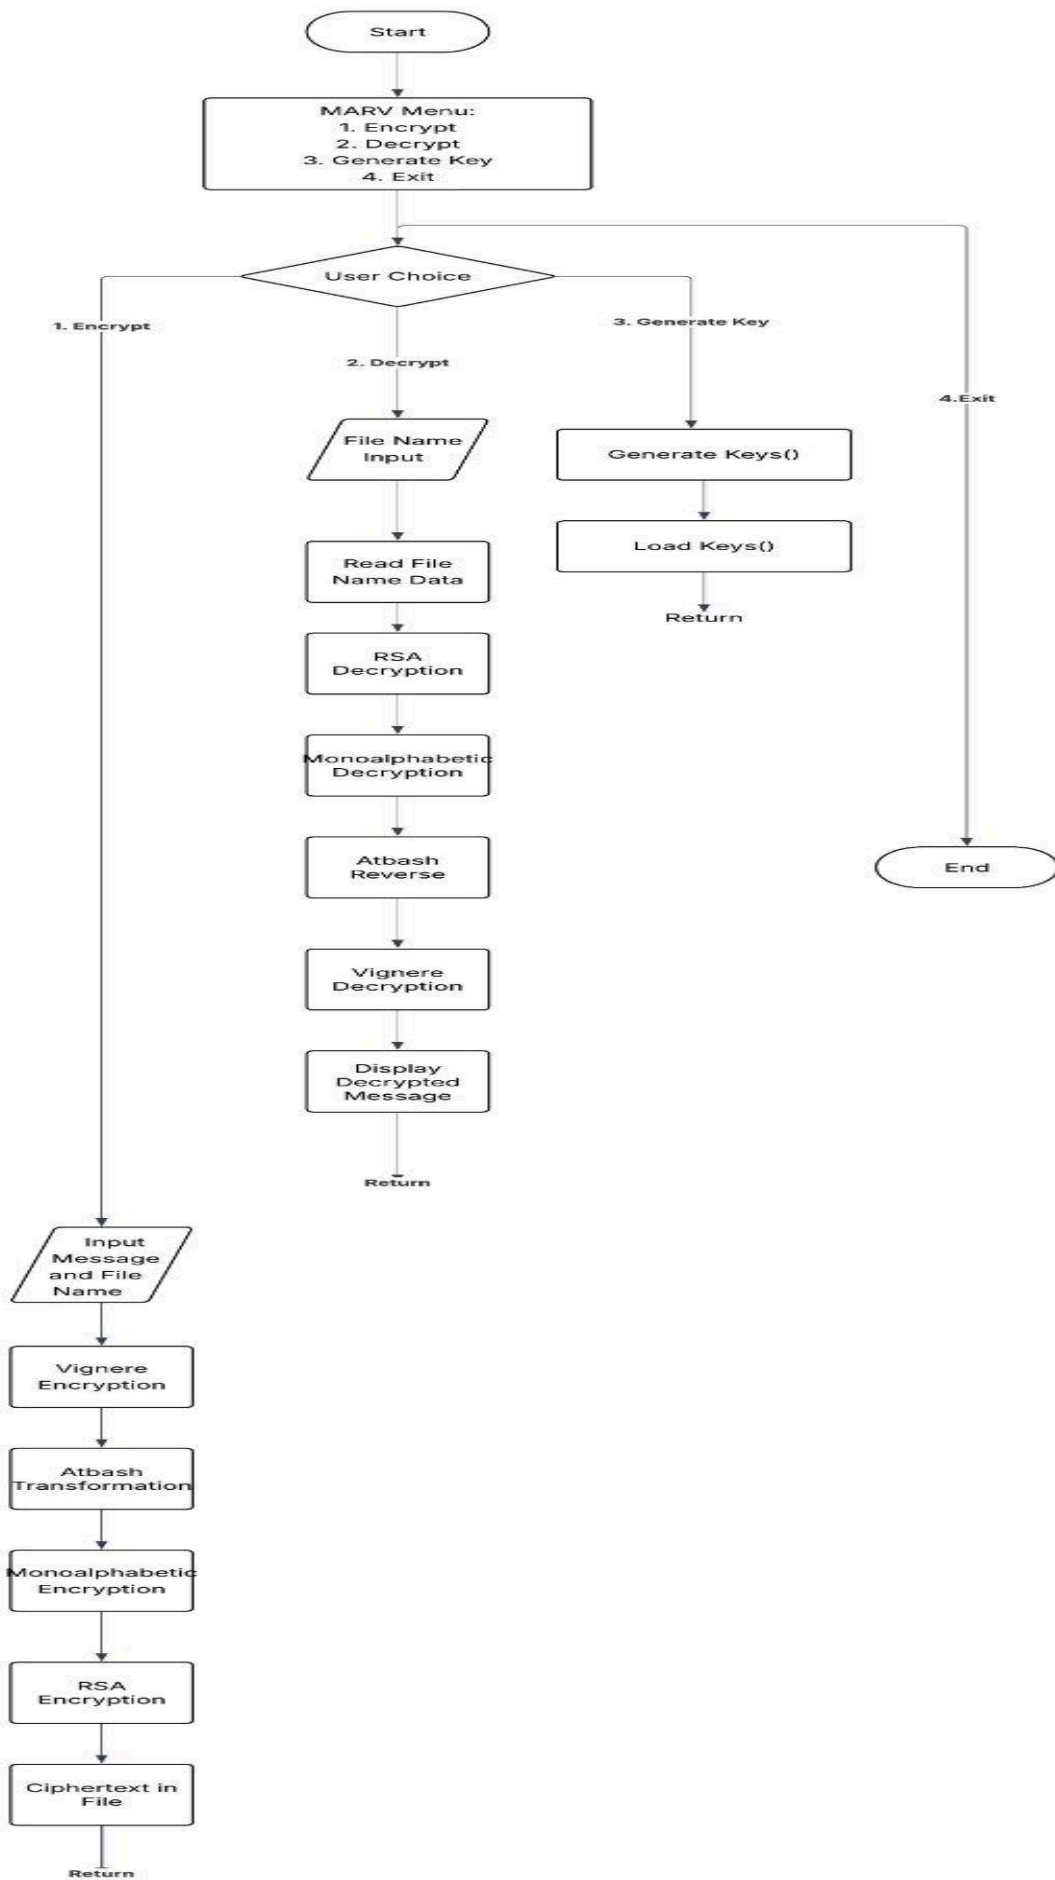 Start
MARV Menu:
1. Encrypt
2. Decrypt
3. Generate Key
4. Exit
User Choice
1. Encrypt
2. Decrypt
3. Generate Key
4.Exit
File Name
Input
Read File
Name Data
RSA
Decryption
Monoalphabetic
Decryption
Atbash
Reverse
Vignere
Decryption
Display
Decrypted
Message
Return
Generate Keys()
Load Keys()
Return
End
Input
Message
and File
Name
Vignere
Encryption
Atbash
Transformation
Monoalphabetic
Encryption
RSA
Encryption
Ciphertext in
File
Return